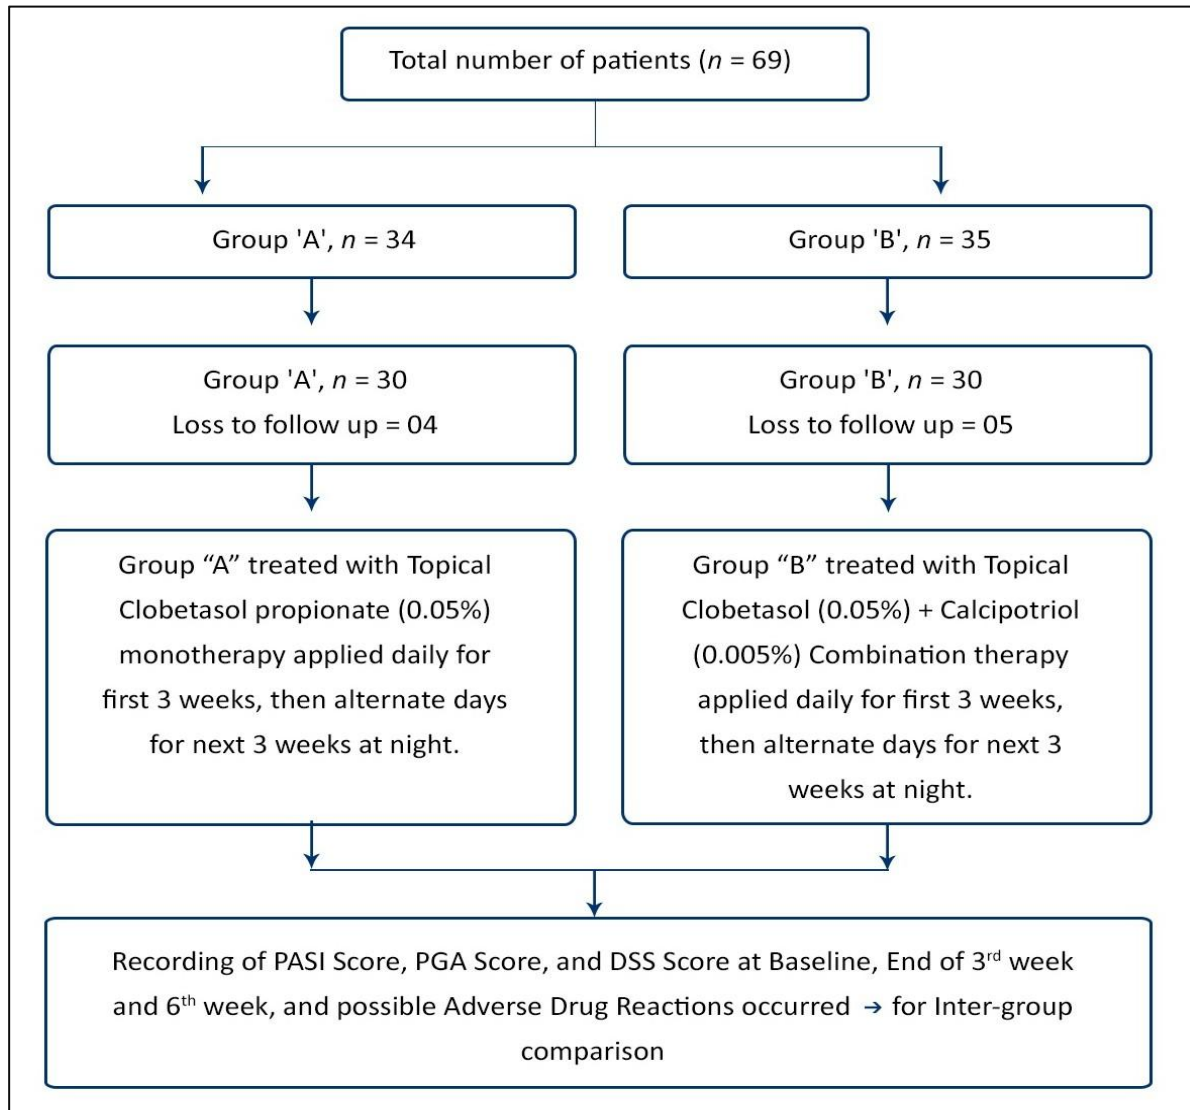 Total number of patients (n = 69)
Group 'A', n = 34
Group 'B', n = 35
Group 'A', n = 30
Loss to follow up = 04
Group 'B', n = 30
Loss to follow up = 05
Group “A” treated with Topical
Clobetasol propionate (0.05%)
monotherapy applied daily for
first 3 weeks, then alternate days
for next 3 weeks at night.
Group “B” treated with Topical
Clobetasol (0.05%) + Calcipotriol
(0.005%) Combination therapy
applied daily for first 3 weeks,
then alternate days for next 3
weeks at night.
Recording of PASI Score, PGA Score, and DSS Score at Baseline, End of 3rd week
and 6th week, and possible Adverse Drug Reactions occurred → for Inter-group
comparison